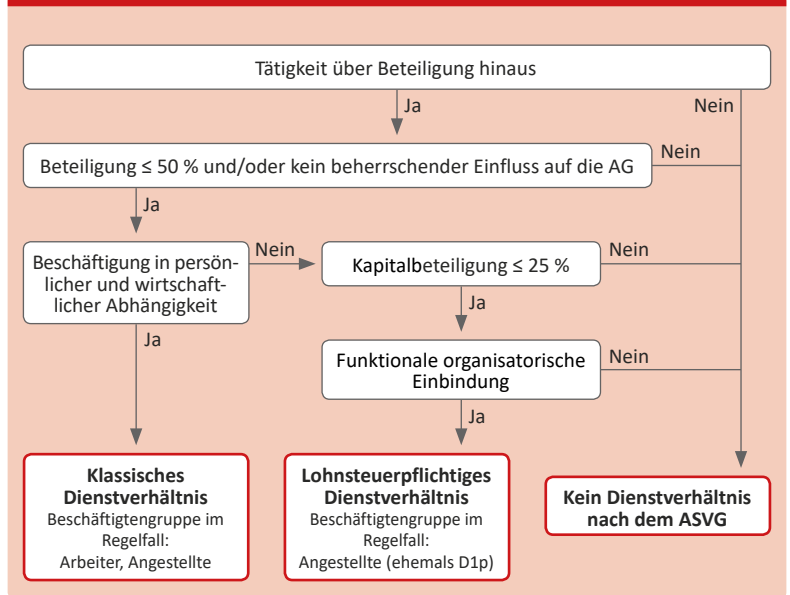 Tätigkeit über Beteiligung hinaus
Ja
Nein
Beteiligung ≤ 50 % und/oder kein beherrschender Einfluss auf die AG
Nein
Ja
Beschäftigung in persön-
licher und wirtschaft-
licher Abhängigkeit
Nein
Kapitalbeteiligung ≤ 25 %
Nein
Ja
Ja
Funktionale organisatorische
Einbindung
Nein
Ja
Klassisches
Dienstverhältnis
Beschäftigtengruppe im
Regelfall:
Arbeiter, Angestellte
Lohnsteuerpflichtiges
Dienstverhältnis
Beschäftigtengruppe im
Regelfall:
Angestellte (ehemals D1p)
Kein Dienstverhältnis
nach dem ASVG